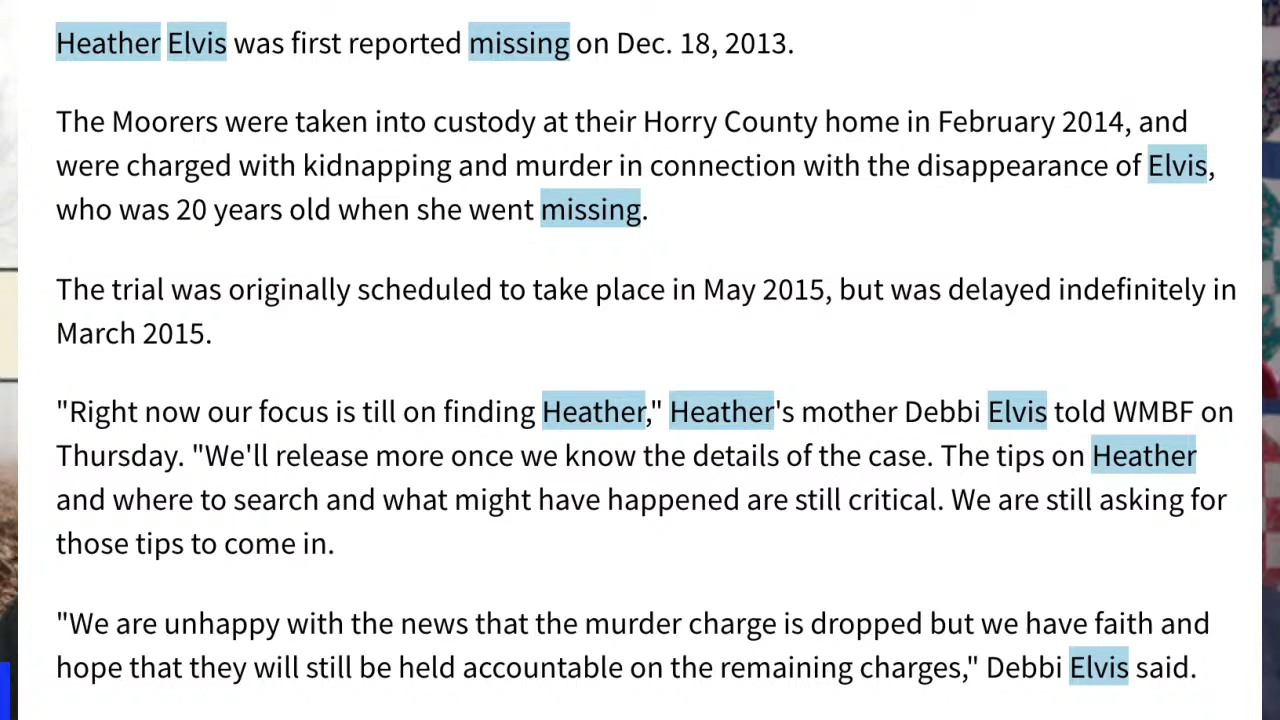 Heather Elvis was first reported missing on Dec. 18, 2013.
The Moorers were taken into custody at their Horry County home in February 2014, and
were charged with kidnapping and murder in connection with the disappearance of Elvis,
who was 20 years old when she went missing.
The trial was originally scheduled to take place in May 2015, but was delayed indefinitely in
March 2015.
"Right now our focus is till on finding Heather," Heather's mother Debbi Elvis told WMBF on
Thursday. "We'll release more once we know the details of the case. The tips on Heather
and where to search and what might have happened are still critical. We are still asking for
those tips to come in.
"We are unhappy with the news that the murder charge is dropped but we have faith and
hope that they will still be held accountable on the remaining charges," Debbi Elvis said.